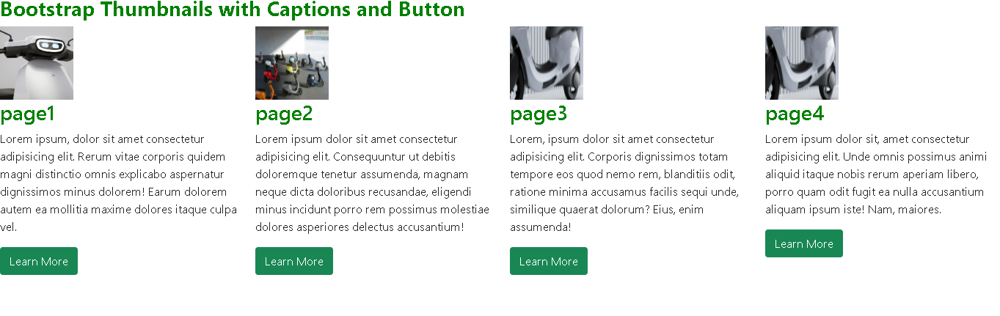 Bootstrap Thumbnails with Captions and Button
page1
Lorem ipsum, dolor sit amet consectetur
adipisicing elit. Rerum vitae corporis quidem
magni distinctio omnis explicabo aspernatur
dignissimos minus dolorem! Earum dolorem
autem ea mollitia maxime dolores itaque culpa
vel.
Learn More
page2
Lorem ipsum dolor sit amet consectetur
adipisicing elit. Consequuntur ut debitis
doloremque tenetur assumenda, magnam
neque dicta doloribus recusandae, eligendi
minus incidunt porro rem possimus molestiae
dolores asperiores delectus accusantium!
Learn More
page3
Lorem, ipsum dolor sit amet consectetur
adipisicing elit. Corporis dignissimos totam
tempore eos quod nemo rem, blanditiis odit,
ratione minima accusamus facilis sequi unde,
similique quaerat dolorum? Eius, enim
assumenda!
Learn More
page4
Lorem ipsum dolor sit, amet consectetur
adipisicing elit. Unde omnis possimus animi
aliquid itaque nobis rerum aperiam libero,
porro quam odit fugit ea nulla accusantium
aliquam ipsum iste! Nam, maiores.
Learn More